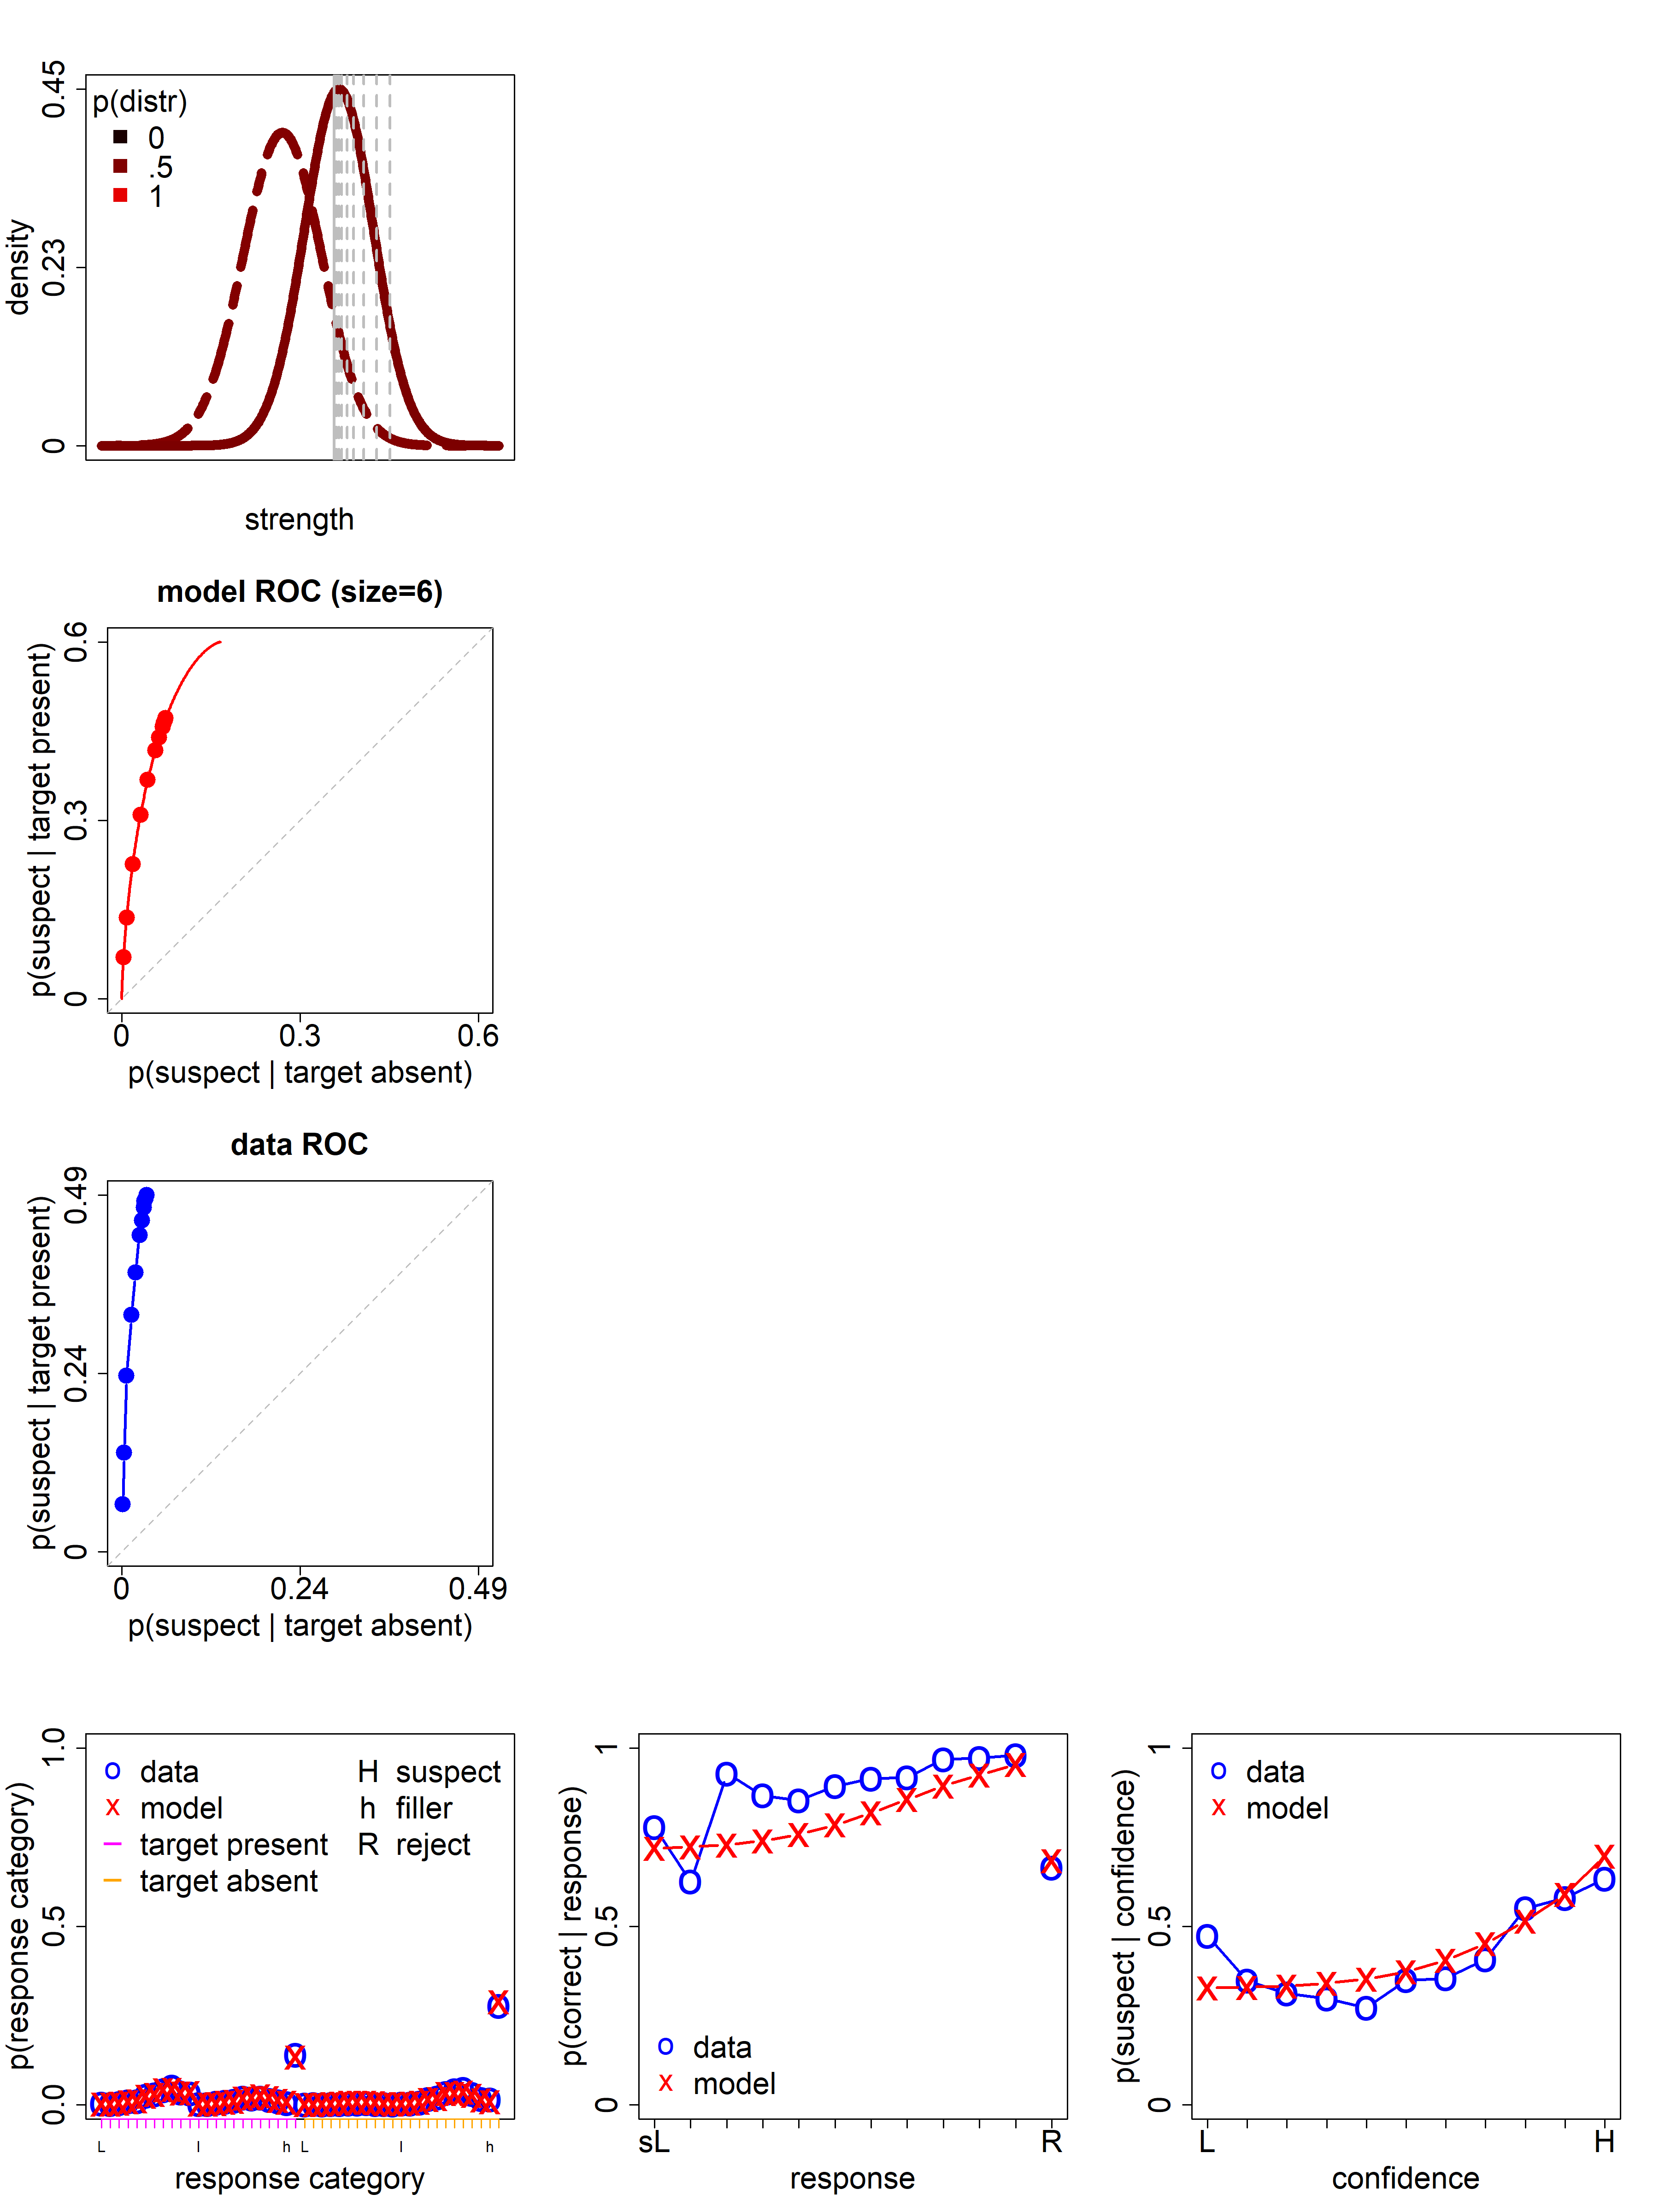 0.45
0.23
0
density
p(distr)
0
.5
1
strength
model ROC (size=6)
0.6
0.3
0
p(suspect | target present)
0
0.3
0.6
p(suspect | target absent)
data ROC
0.49
0.24
0
p(suspect | target present)
0
0.24
0.49
p(suspect | target absent)
1.0
0.5
0.0
p(response category)
o data
x model
target present
target absent
H suspect
h filler
R reject
L l h L l h
response category
1
0.5
0
p(correct | response)
o data
x model
sL R
response
1
0.5
0
p(suspect | confidence)
o data
x model
L H
confidence